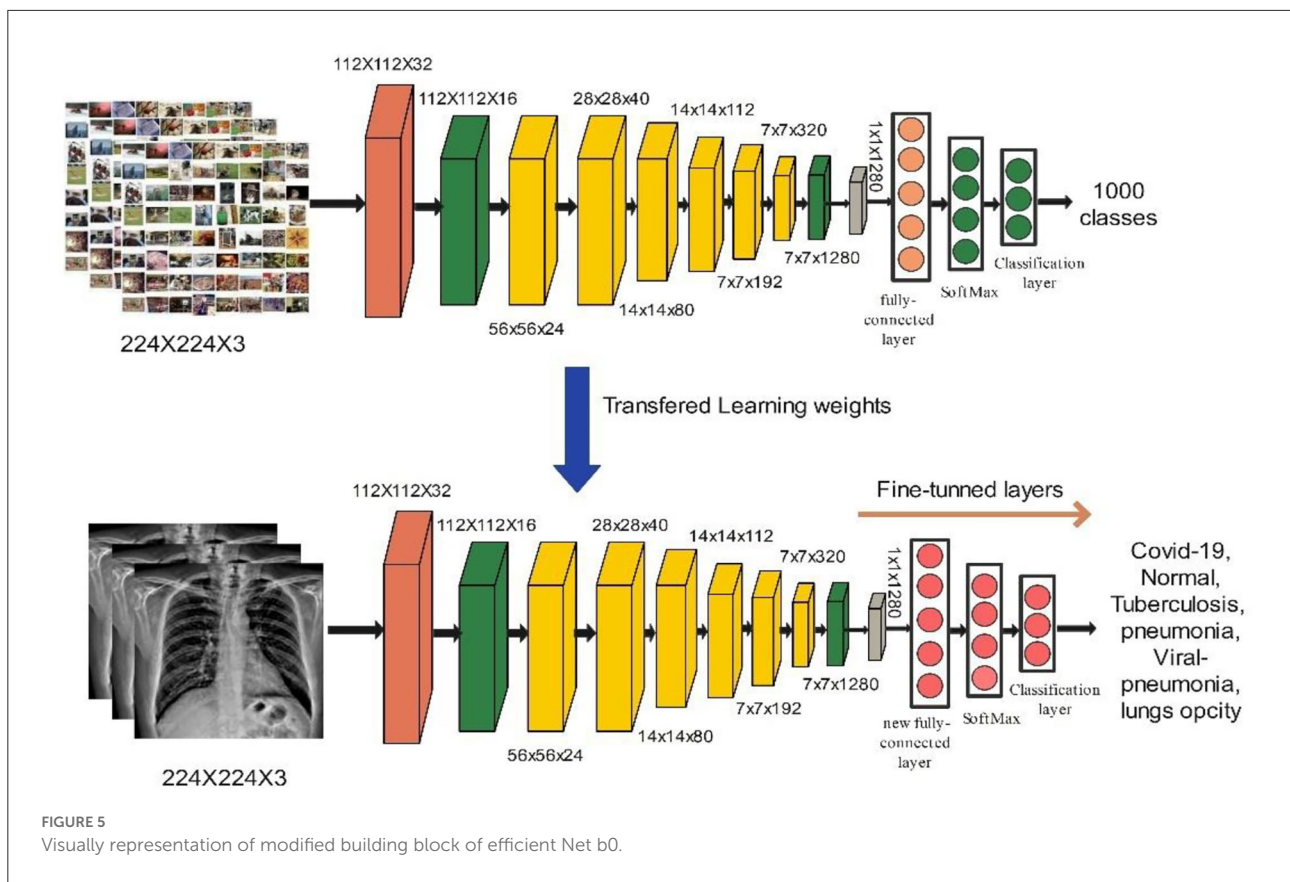 112X112X32
112X112X16
28x28x40
14x14x112
7x7x320
1x1x1280
1000
classes
Classification
layer
SoftMax
fully-
connected
layer
7x7x1280
7x7x192
14x14x80
56x56x24
224X224X3
Transfered Learning weights
Fine-tunned layers
112X112X32
112X112X16
28x28x40
14x14x112
7x7x320
1x1x1280
Covid-19,
Normal,
Tuberculosis,
pneumonia,
Viral-
pneumonia,
lungs opcity
Classification
layer
SoftMax
new fully-
connected
layer
7x7x1280
7x7x192
14x14x80
56x56x24
224X224X3
FIGURE 5
Visually representation of modified building block of efficient Net b0.